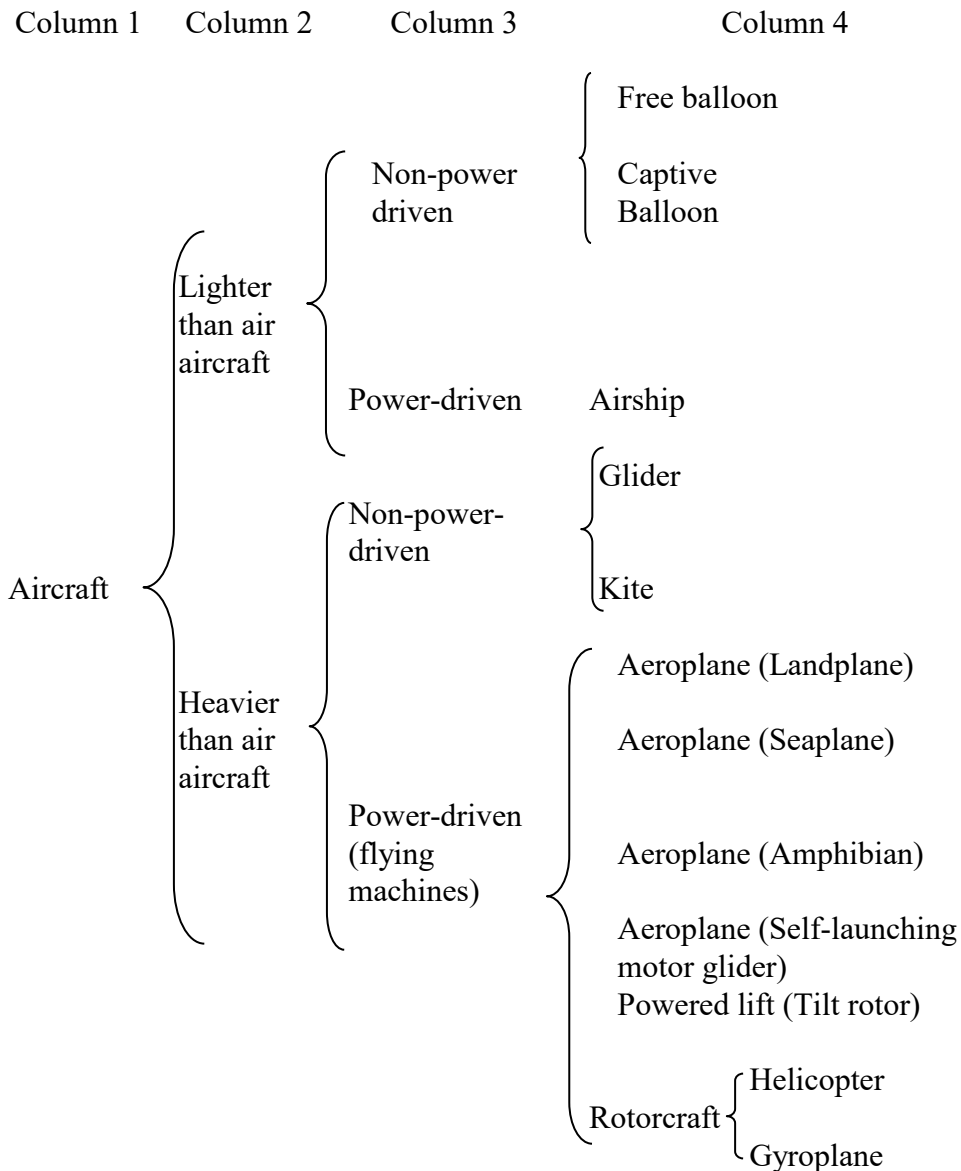 Column 1 Column 2 Column 3 Column 4
Free balloon
Non-power
driven
Captive
Balloon
Lighter
than air
aircraft
Power-driven Airship
Glider
Non-power-
driven
Aircraft
Kite
Aeroplane (Landplane)
Heavier
than air
aircraft
Aeroplane (Seaplane)
Power-driven
(flying
machines)
Aeroplane (Amphibian)
Aeroplane (Self-launching
motor glider)
Powered lift (Tilt rotor)
Helicopter
Rotorcraft
Gyroplane